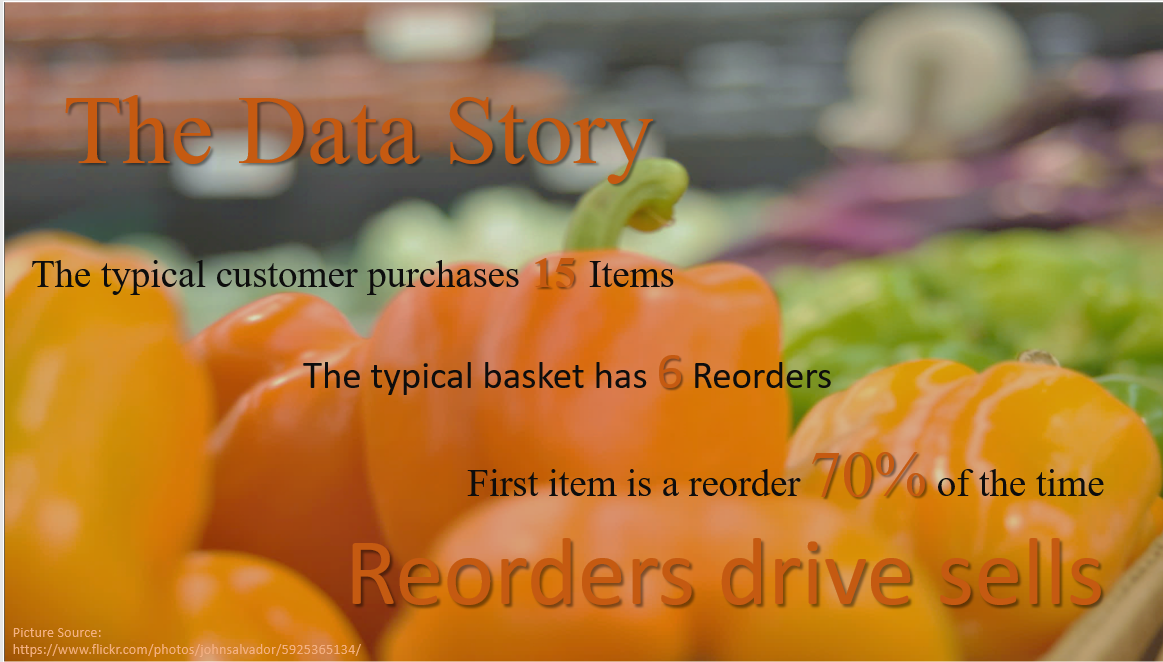 The Data Story
The typical customer purchases 15 Items
The typical basket has 6 Reorders
First item is a reorder 70% of the time
Reorders drive sells
Picture Source:
https://www.flickr.com/photos/johnsalvador/5925365134/